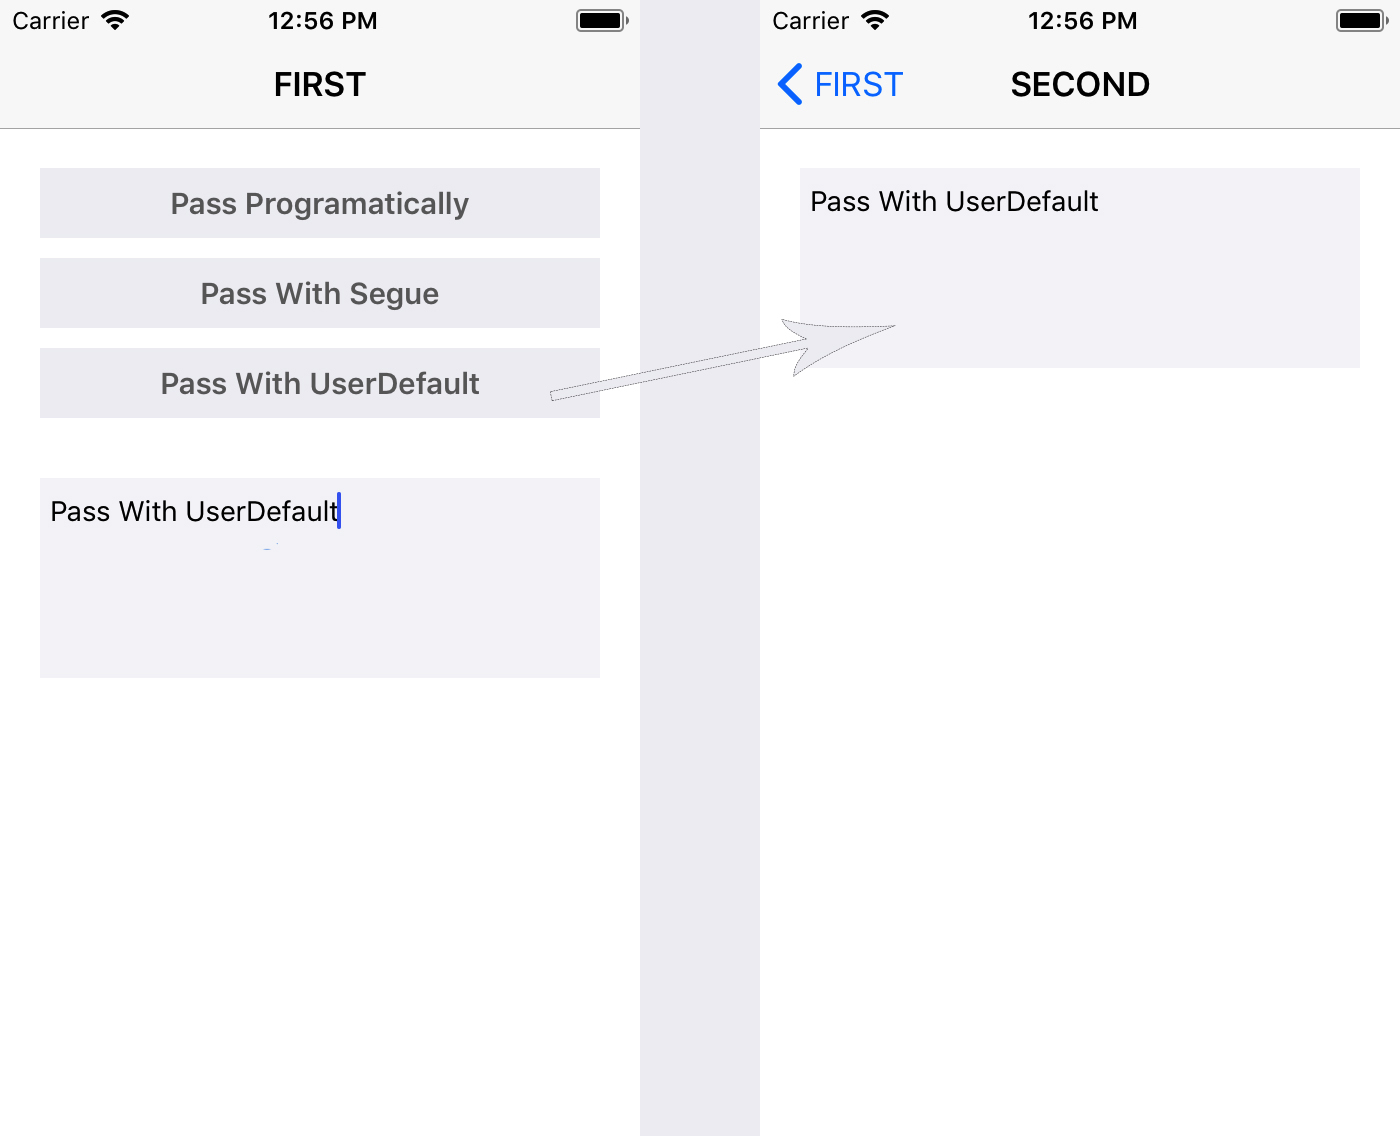 Carrier 12:56 PM
FIRST
Pass Programatically
Pass With Segue
Pass With UserDefault
Pass With UserDefault
Carrier 12:56 PM
FIRST SECOND
Pass With UserDefault